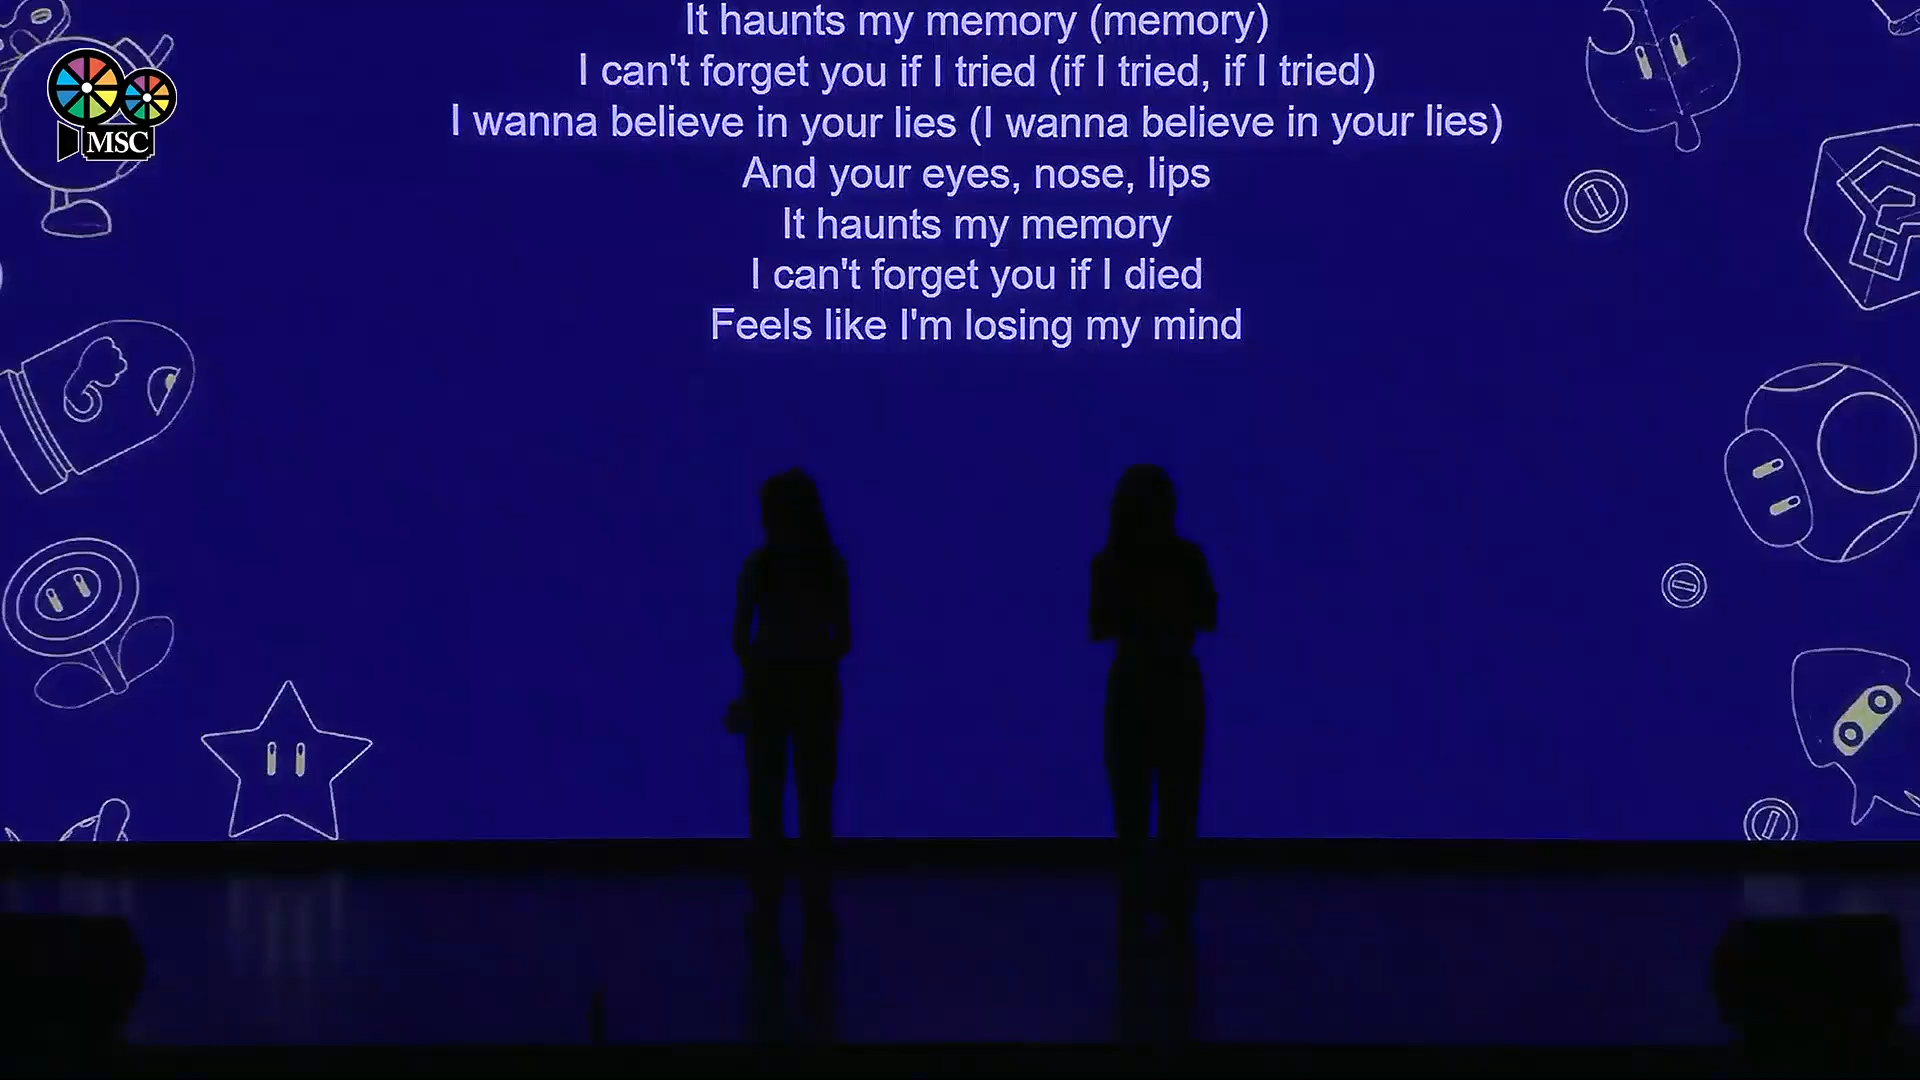 It haunts my memory (memory)
I can't forget you if I tried (if I tried, if I tried)
I wanna believe in your lies (I wanna believe in your lies)
And your eyes, nose, lips
It haunts my memory
I can't forget you if I died
Feels like I'm losing my mind
MSC